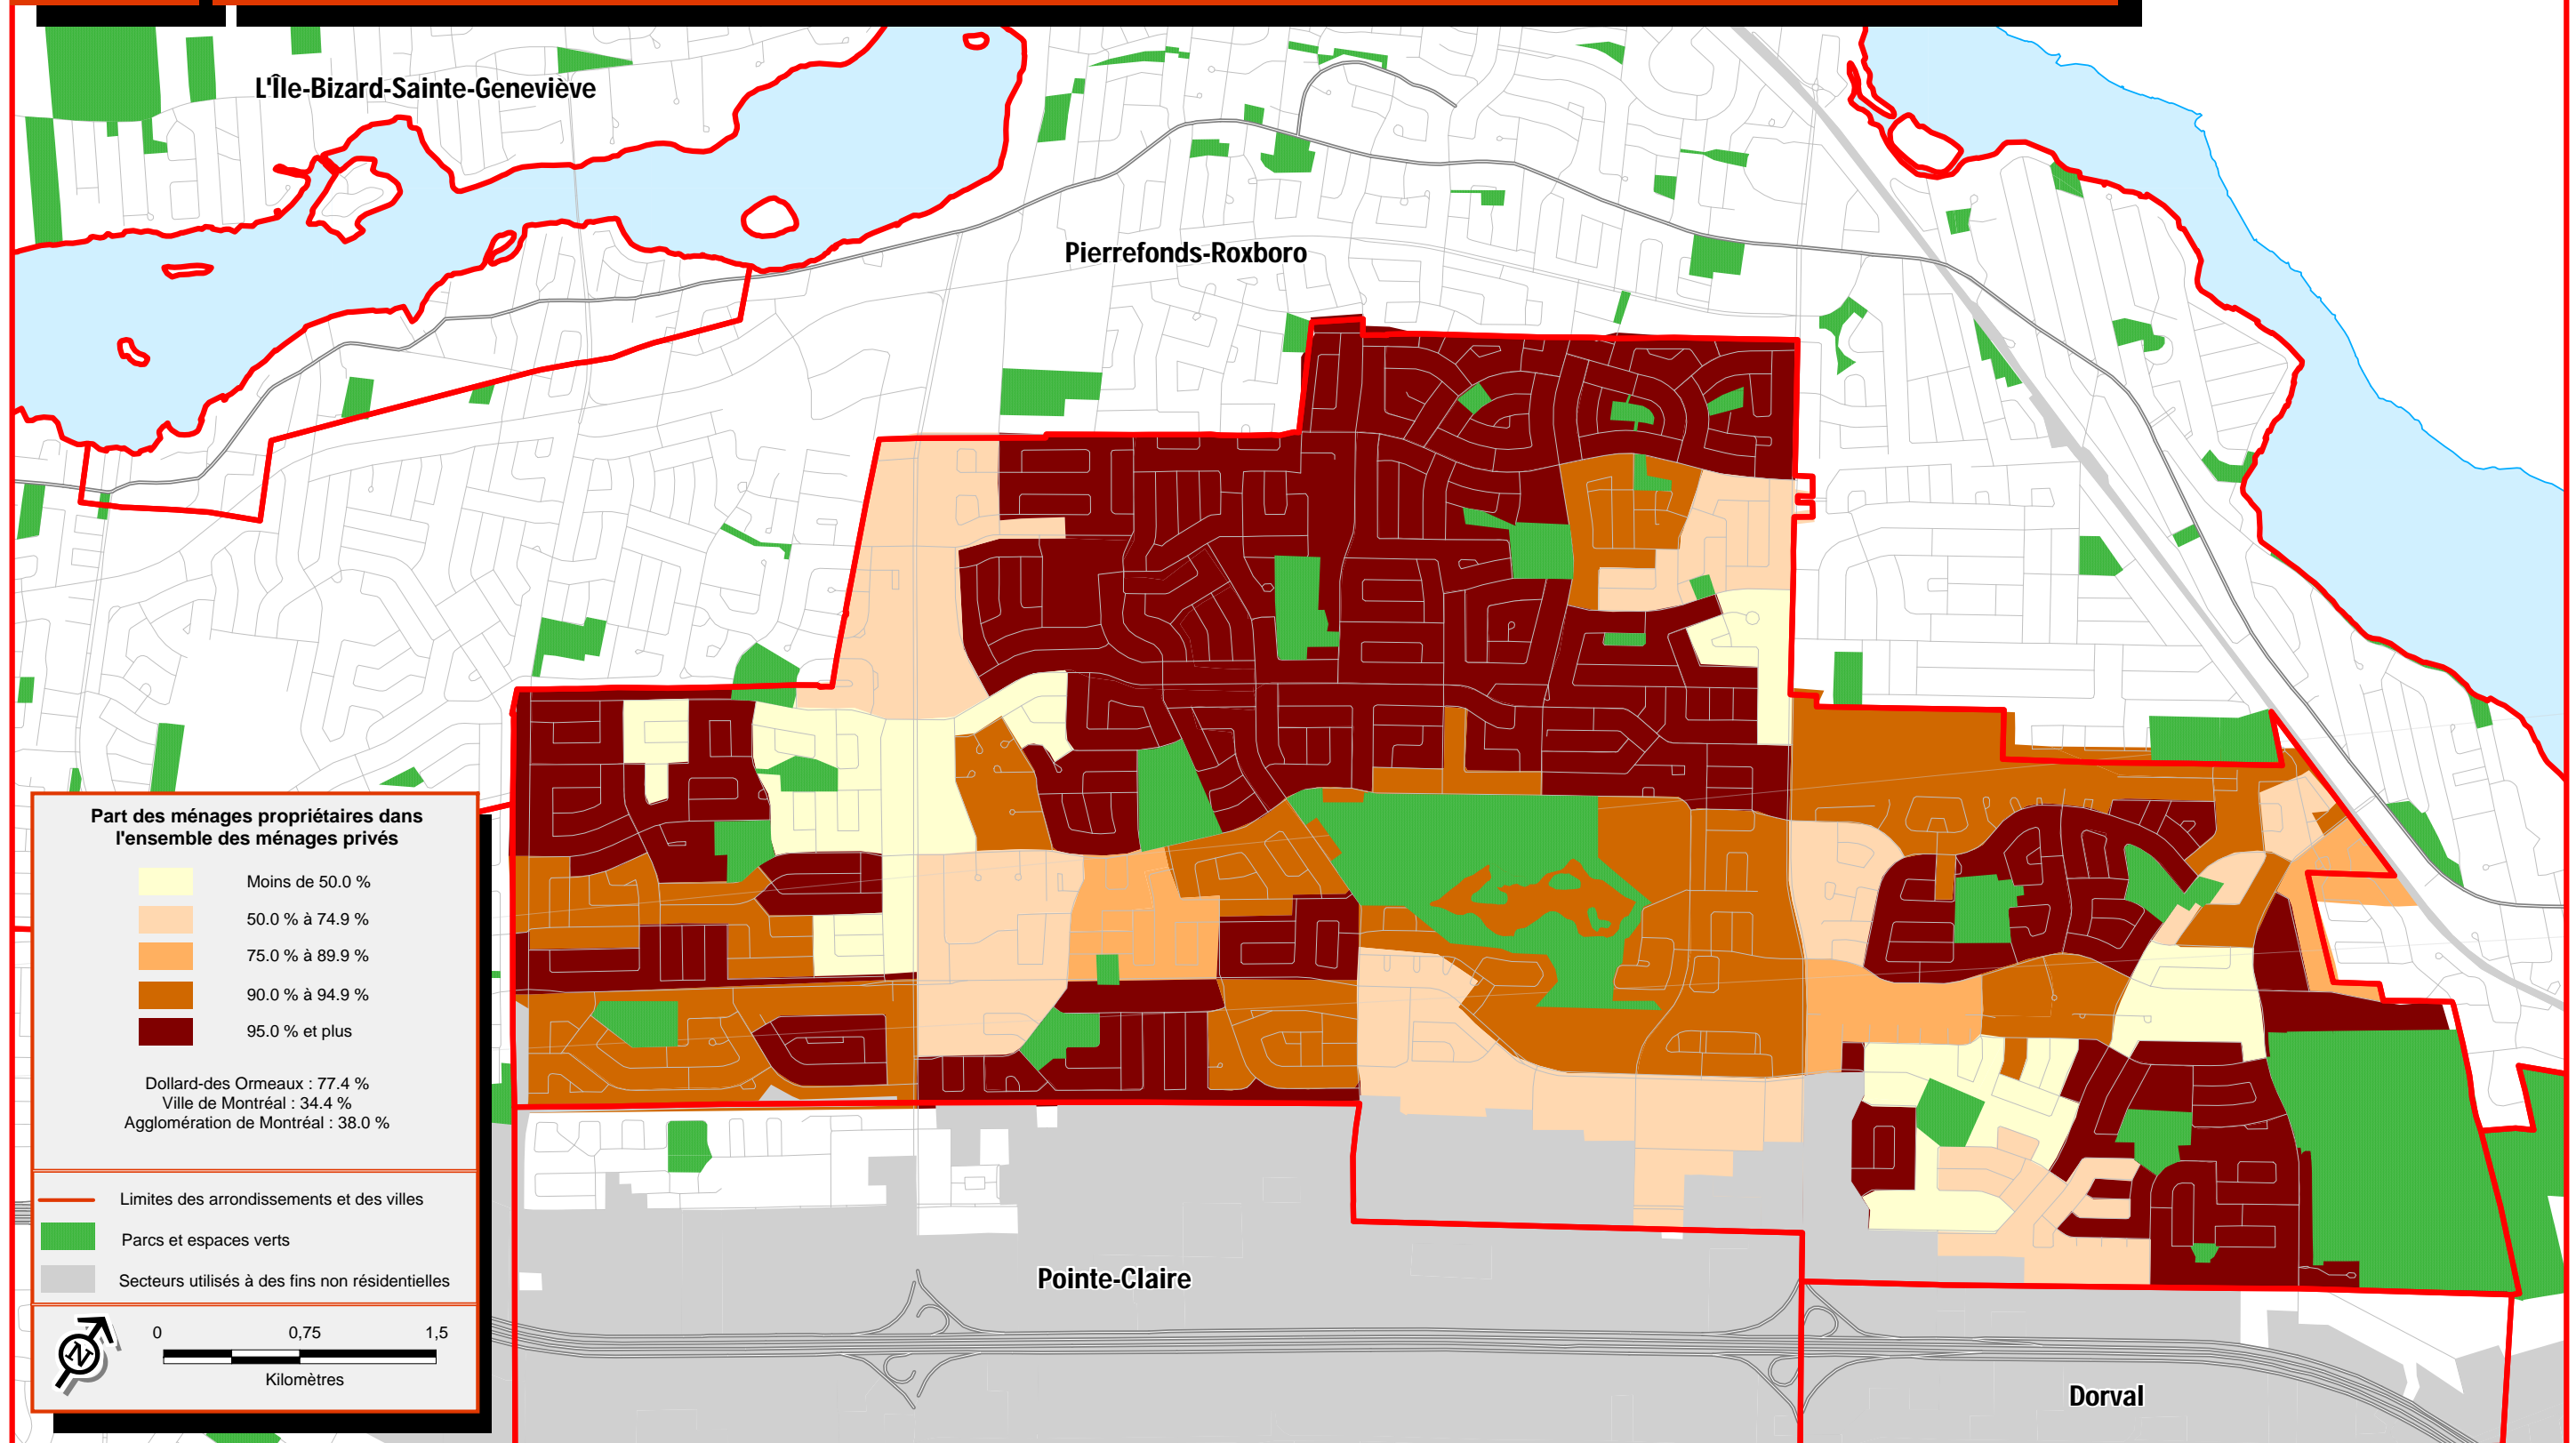 L'Île-Bizard-Sainte-Geneviève
Pierrefonds-Roxboro
Part des ménages propriétaires dans
l'ensemble des ménages privés
Moins de 50.0 %
50.0 % à 74.9 %
75.0 % à 89.9 %
90.0 % à 94.9 %
95.0 % et plus
Dollard-des Ormeaux : 77.4 %
Ville de Montréal : 34.4 %
Agglomération de Montréal : 38.0 %
Limites des arrondissements et des villes
Parcs et espaces verts
Secteurs utilisés à des fins non résidentielles
N
0 0,75 1,5
Kilomètres
Pointe-Claire
Dorval